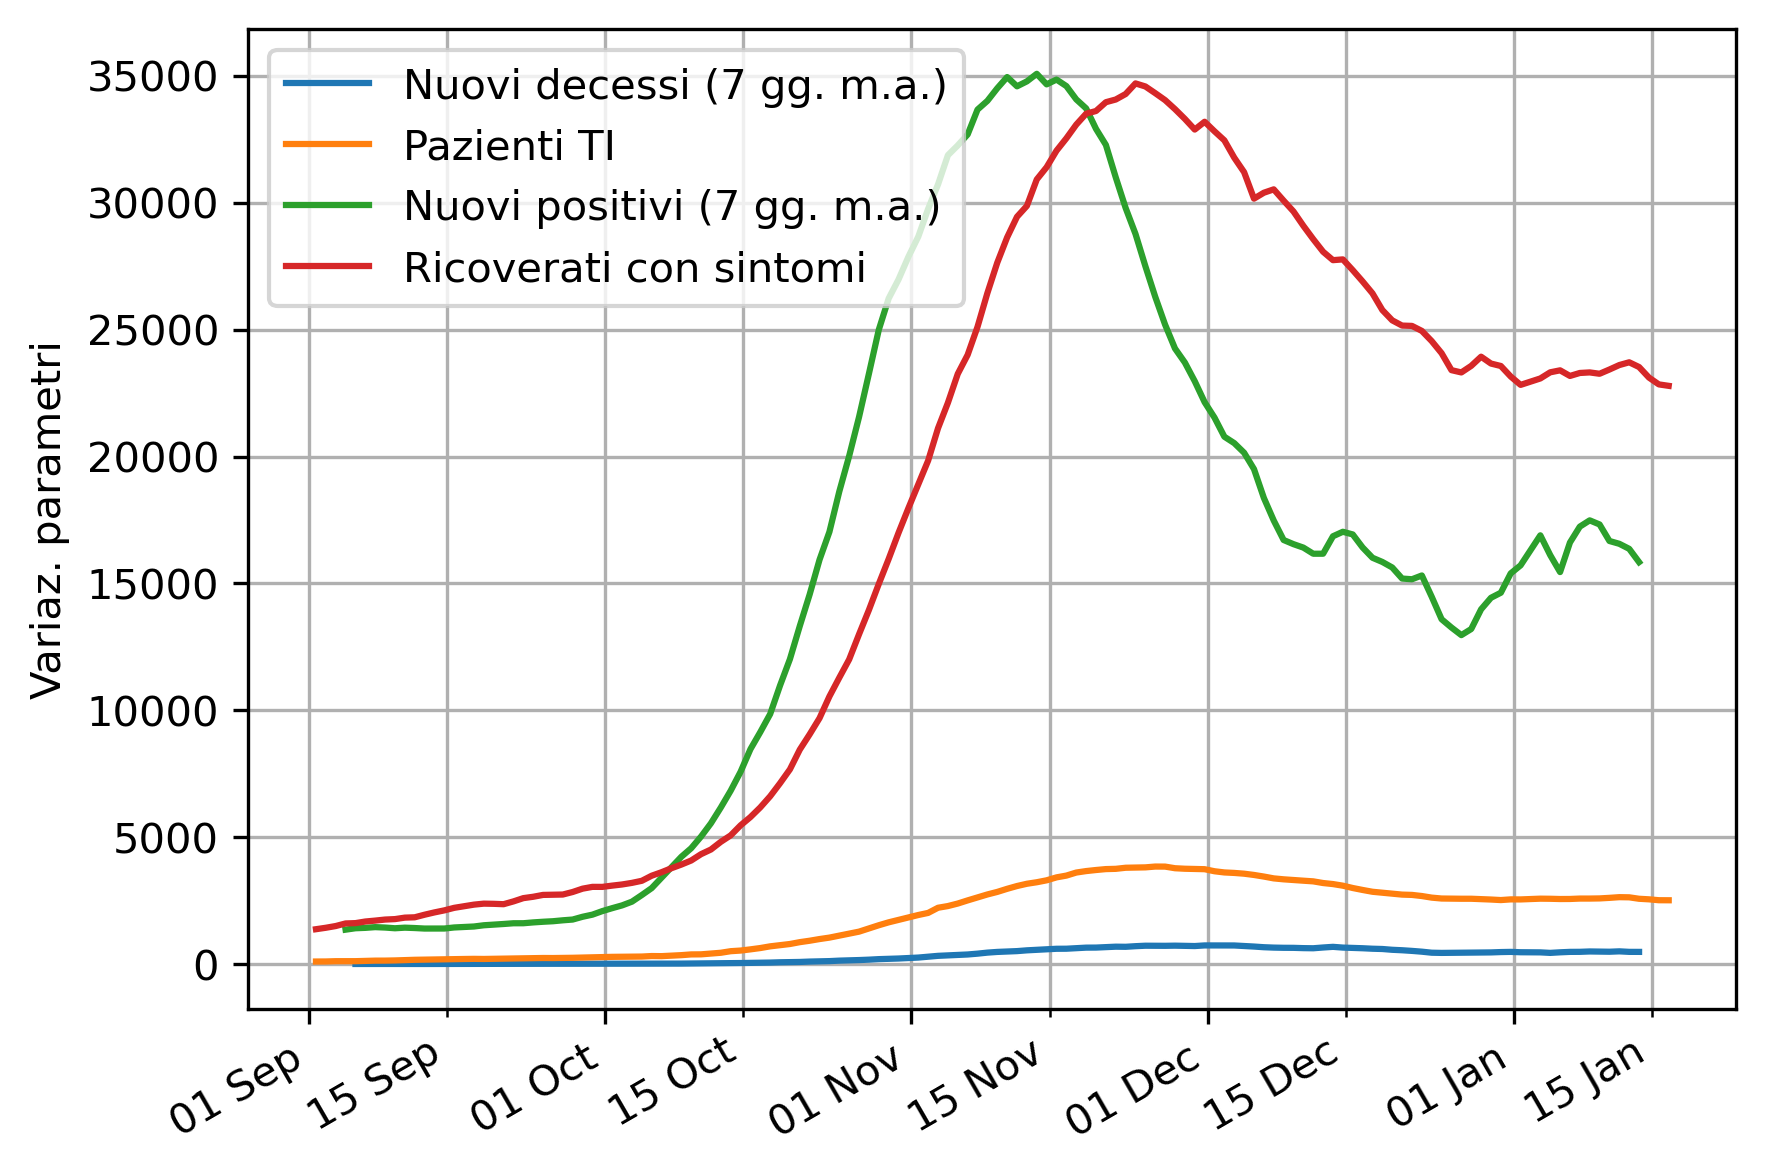 Nuovi decessi (7 gg. m.a.)
Pazienti TI
Nuovi positivi (7 gg. m.a.)
Ricoverati con sintomi
Variaz. parametri
35000
30000
25000
20000
15000
10000
5000
0
01 Sep
15 Sep
01 Oct
15 Oct
01 Nov
15 Nov
01 Dec
15 Dec
01 Jan
15 Jan